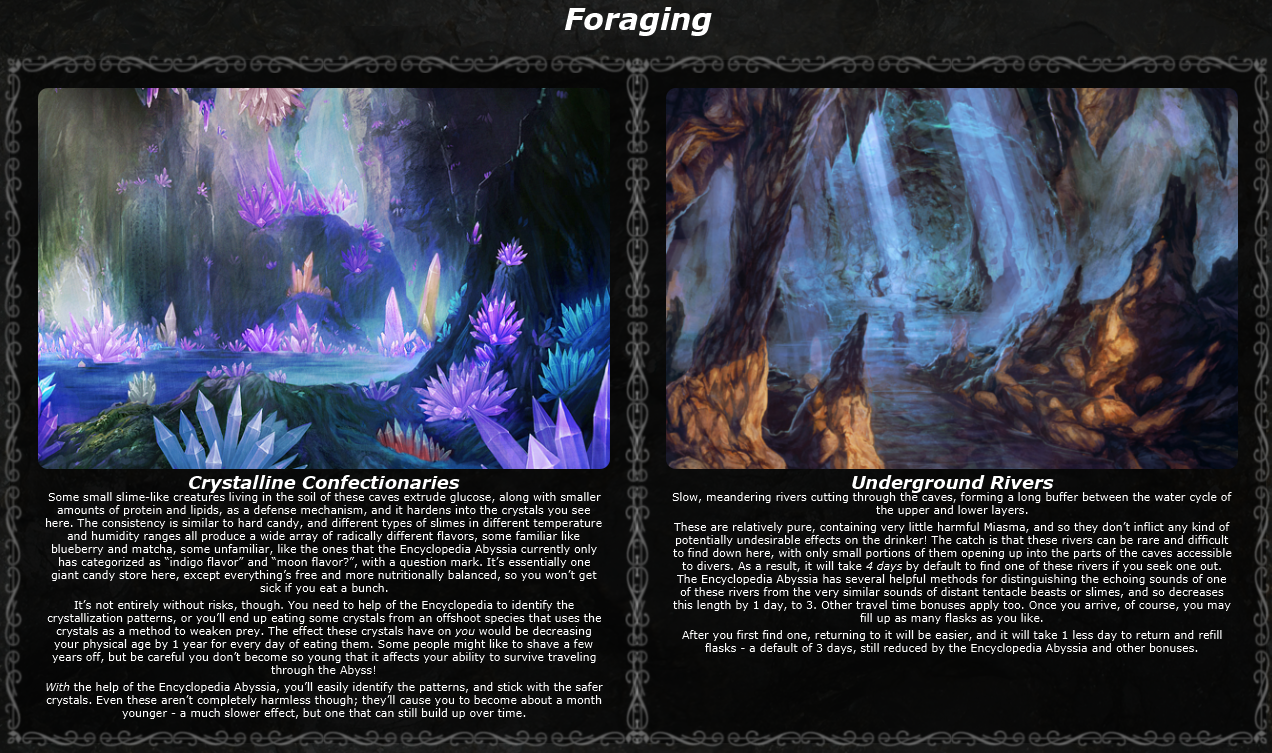 Foraging
Crystalline Confectionaries
Some small slime-like creatures living in the soil of these caves extrude glucose, along with smaller
amounts of protein and lipids, as a defense mechanism, and it hardens into the crystals you see
here. The consistency is similar to hard candy, and different types of slimes in different temperature
and humidity ranges all produce a wide array of radically different flavors, some familiar like
blueberry and matcha, some unfamiliar, like the ones that the Encyclopedia Abyssia currently only
has categorized as “indigo flavor” and “moon flavor?”, with a question mark. It’s essentially one
giant candy store here, except everything’s free and more nutritionally balanced, so you won’t get
sick if you eat a bunch.
It’s not entirely without risks, though. You need to help of the Encyclopedia to identify the
crystallization patterns, or you’ll end up eating some crystals from an offshoot species that uses the
crystals as a method to weaken prey. The effect these crystals have on you would be decreasing
your physical age by 1 year for every day of eating them. Some people might like to shave a few
years off, but be careful you don’t become so young that it affects your ability to survive traveling
through the Abyss!
With the help of the Encyclopedia Abyssia, you’ll easily identify the patterns, and stick with the safer
crystals. Even these aren’t completely harmless though; they’ll cause you to become about a month
younger - a much slower effect, but one that can still build up over time.
Underground Rivers
Slow, meandering rivers cutting through the caves, forming a long buffer between the water cycle of
the upper and lower layers.
These are relatively pure, containing very little harmful Miasma, and so they don’t inflict any kind of
potentially undesirable effects on the drinker! The catch is that these rivers can be rare and difficult
to find down here, with only small portions of them opening up into the parts of the caves accessible
to divers. As a result, it will take 4 days by default to find one of these rivers if you seek one out.
The Encyclopedia Abyssia has several helpful methods for distinguishing the echoing sounds of one
of these rivers from the very similar sounds of distant tentacle beasts or slimes, and so decreases
this length by 1 day, to 3. Other travel time bonuses apply too. Once you arrive, of course, you may
fill up as many flasks as you like.
After you first find one, returning to it will be easier, and it will take 1 less day to return and refill
flasks - a default of 3 days, still reduced by the Encyclopedia Abyssia and other bonuses.